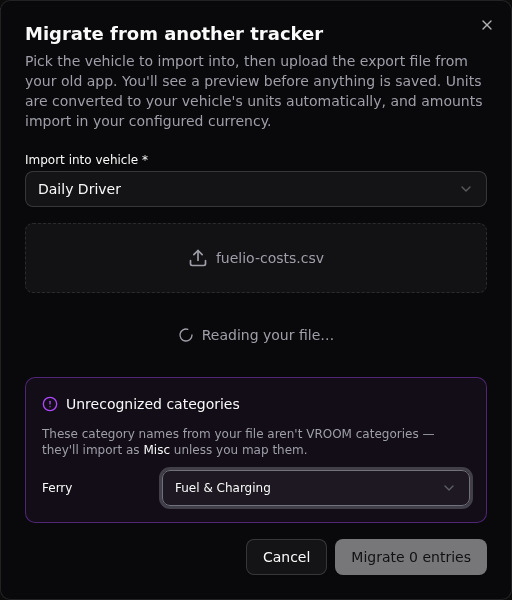 Migrate from another tracker
Pick the vehicle to import into, then upload the export file from
your old app. You'll see a preview before anything is saved. Units
are converted to your vehicle's units automatically, and amounts
import in your configured currency.
Import into vehicle *
Daily Driver
fuelio-costs.csv
Reading your file…
Unrecognized categories
These category names from your file aren't VROOM categories —
they'll import as Misc unless you map them.
Ferry
Fuel & Charging
Cancel
Migrate 0 entries